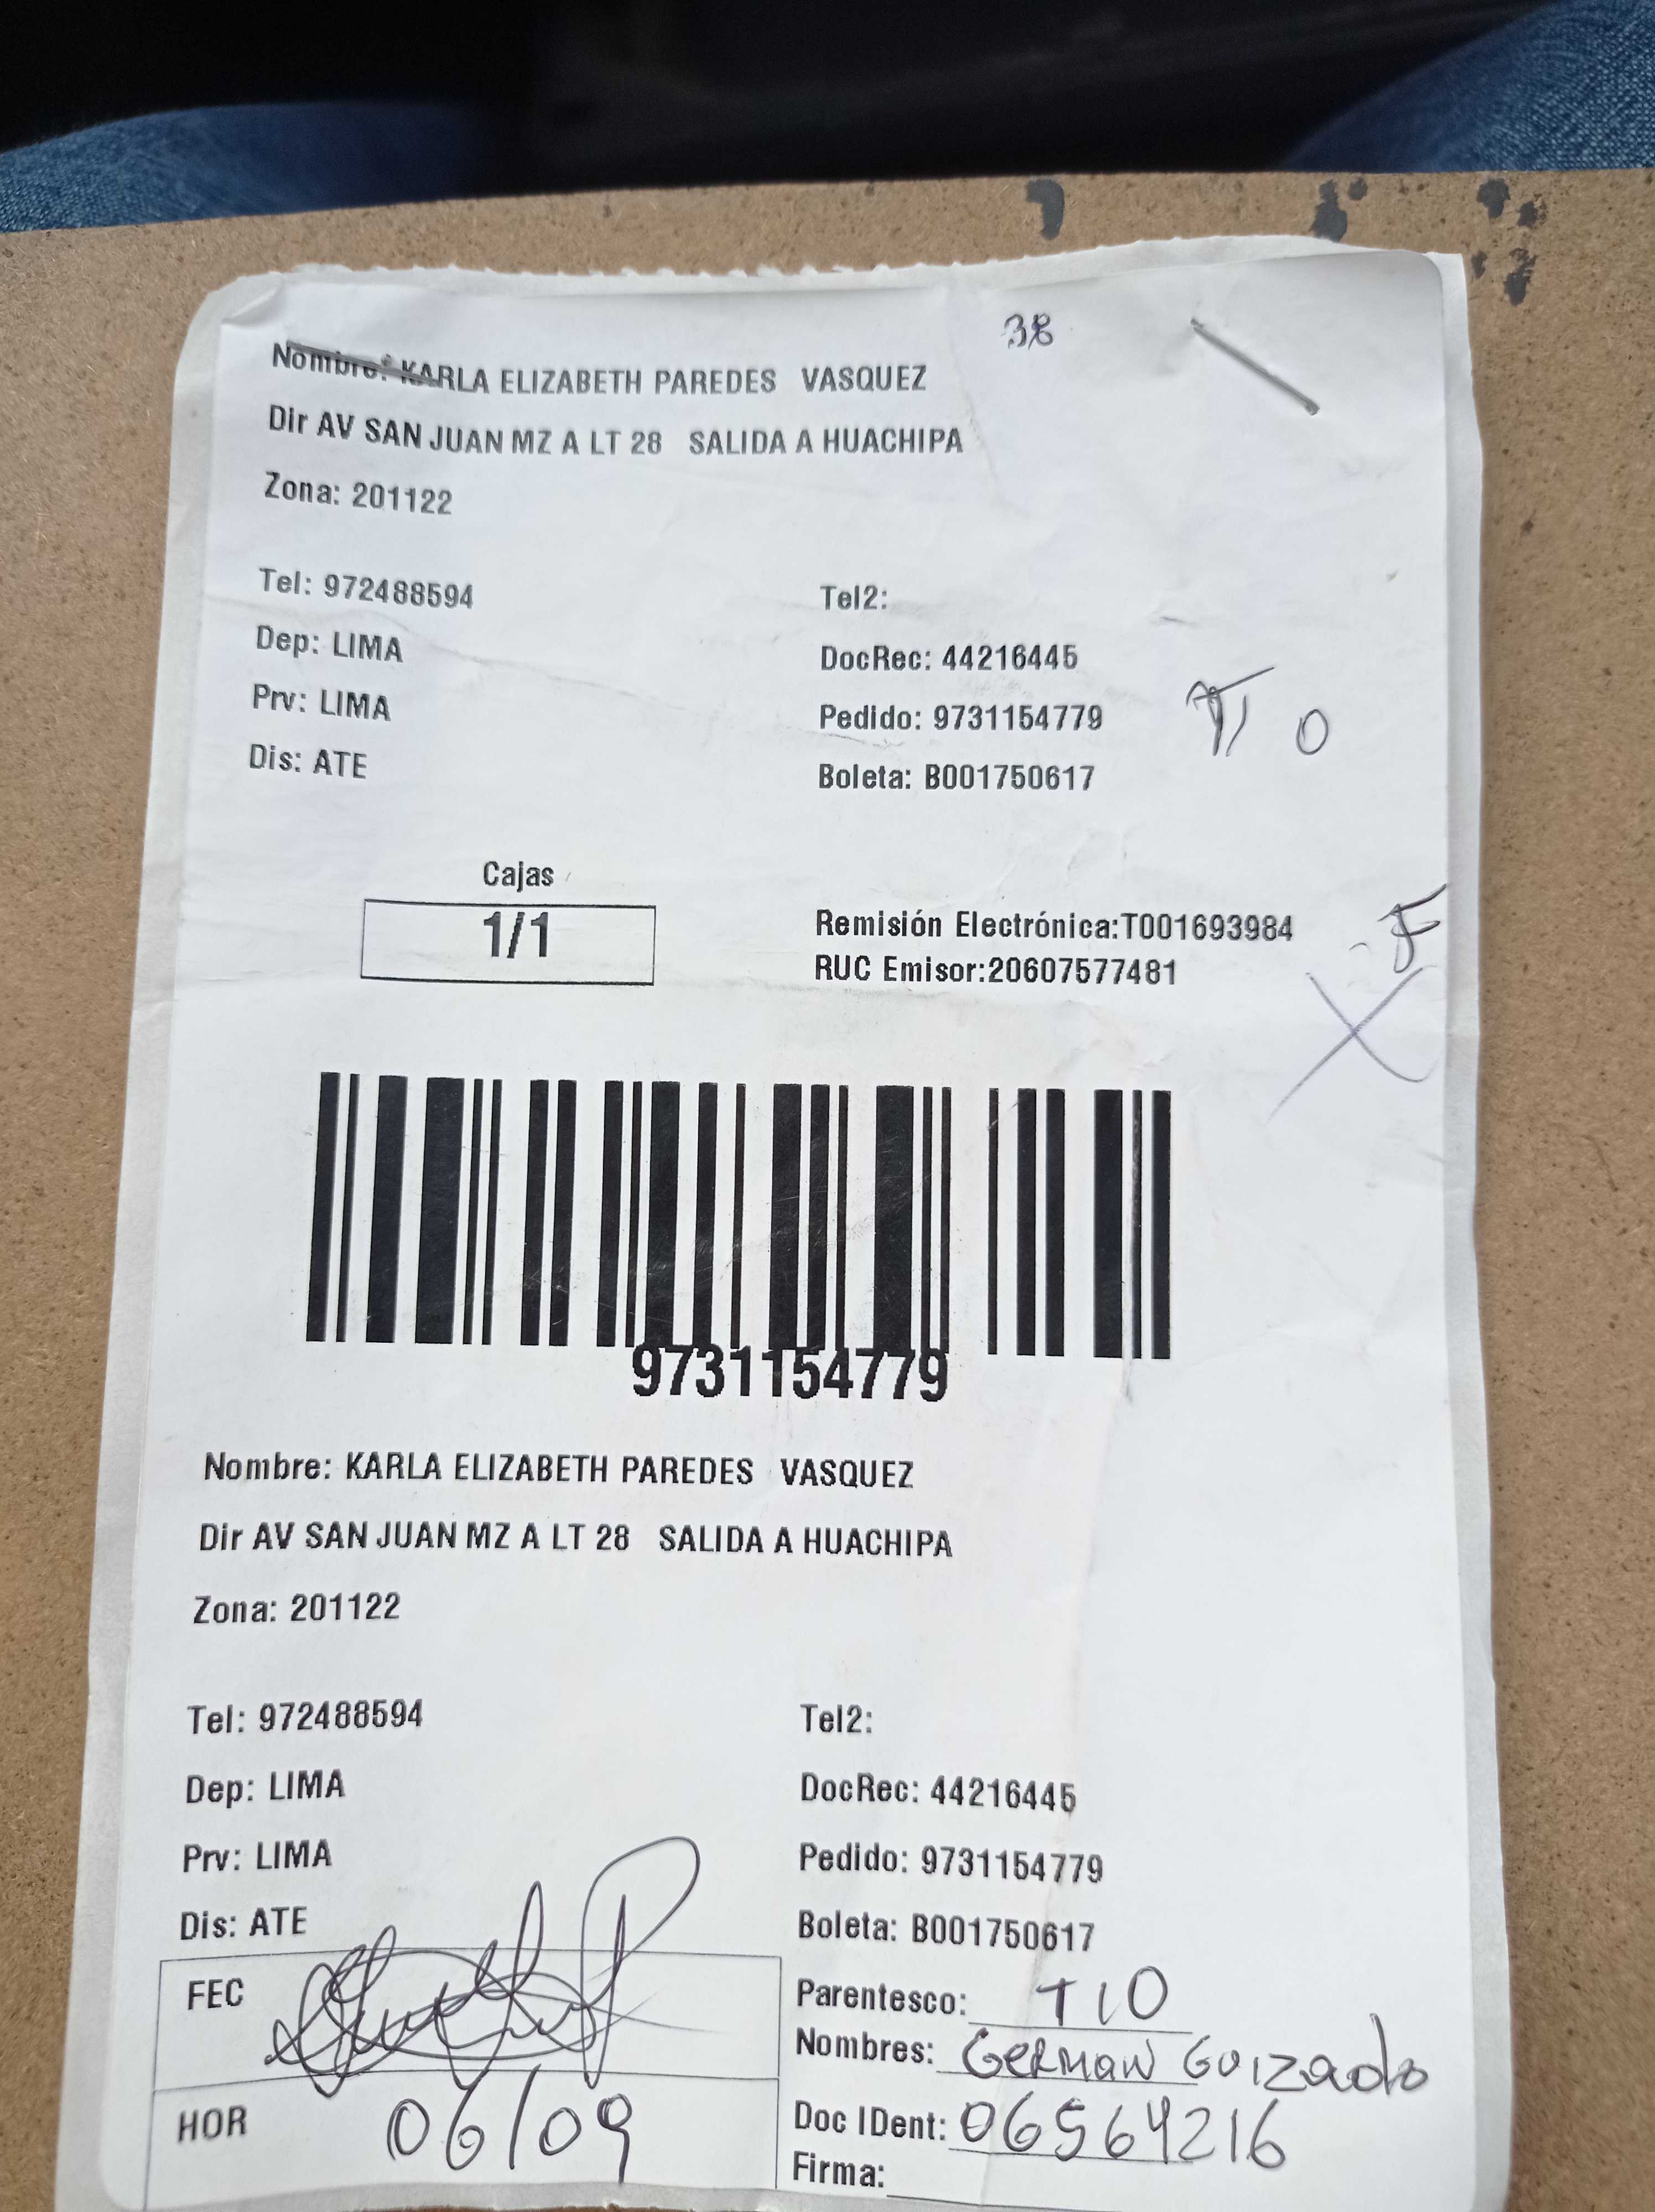 38
Nombre: KARLA ELIZABETH PAREDES VASQUEZ
Dir AV SAN JUAN MZ A LT 28 SALIDA A HUACHIPA
Zona: 201122
Tel: 972488594 Tel2:
Dep: LIMA DocRec: 44216445
Prv: LIMA Pedido: 9731154779 TIO
Dis: ATE Boleta: B001750617
Cajas
1/1
Remisión Electrónica:T001693984 F
RUC Emisor:20607577481
9731154779
Nombre: KARLA ELIZABETH PAREDES VASQUEZ
Dir AV SAN JUAN MZ A LT 28 SALIDA A HUACHIPA
Zona: 201122
Tel: 972488594 Tel2:
Dep: LIMA DocRec: 44216445
Prv: LIMA Pedido: 9731154779
Dis: ATE Boleta: B001750617
FEC
Parentesco: TIO
Nombres: GERMAN GUIZado
HOR 06/09
Doc IDent: 06564216
Firma: